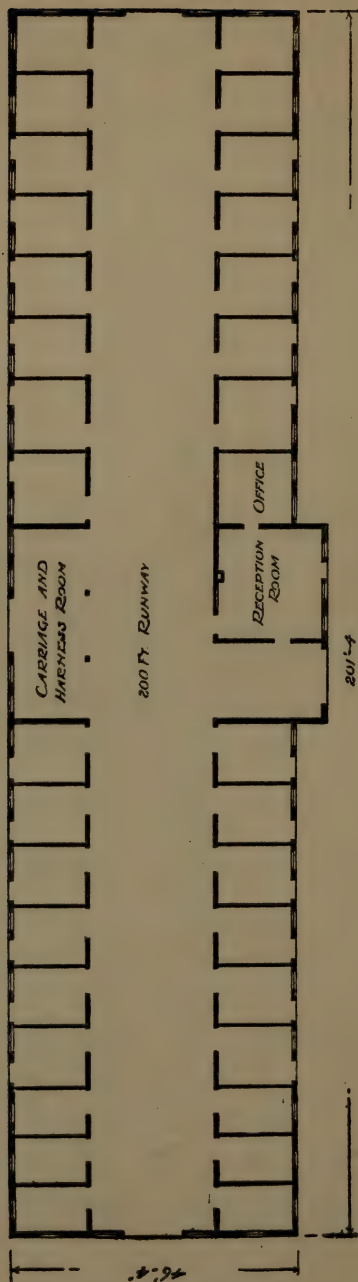 CARRIAGE AND
HARNESS ROOM
200 FT. RUNWAY
RECEPTION
ROOM
OFFICE
201'-4
46'-4"